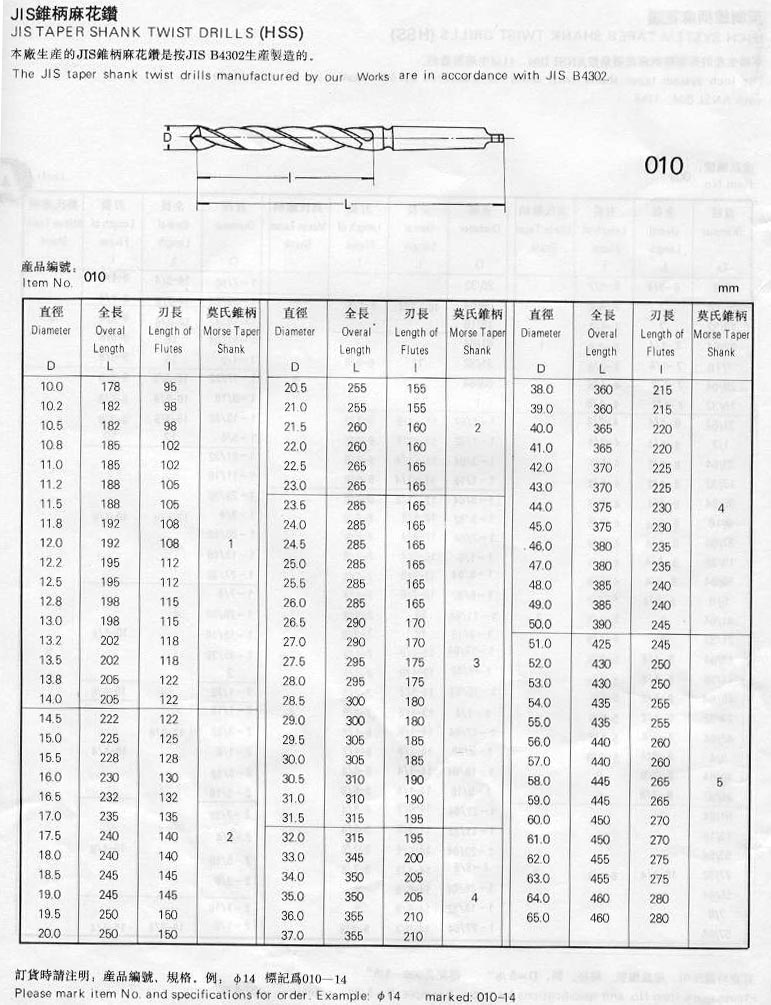 JIS錐柄麻花鑽
JIS TAPER SHANK TWIST DRILLS (HSS)
本廠生産的JIS錐柄麻花鑽是按JIS B4302生産製造的。
The JIS taper shank twist drills manufactured by our Works are in accordance with JIS B4302.
D
l
L
010
産品編號：
Item No. 010
mm
直徑 全長 刃長 莫氏錐柄 直徑 全長 刃長 莫氏錐柄 直徑 全長 刃長 莫氏錐柄
Diameter Overal Length of Morse Taper Diameter Overal Length of Morse Taper Diameter Overal Length of Morse Taper
Length Flutes Shank Length Flutes Shank Length Flutes Shank
D L l D L l D L l
10.0 178 95 20.5 255 155 38.0 360 215
10.2 182 98 21.0 255 155 39.0 360 215
10.5 182 98 21.5 260 160 2 40.0 365 220
10.8 185 102 22.0 260 160 41.0 365 220
11.0 185 102 22.5 265 165 42.0 370 225
11.2 188 105 23.0 265 165 43.0 370 225
11.5 188 105 23.5 285 165 44.0 375 230 4
11.8 192 108 24.0 285 165 45.0 375 230
12.0 192 108 1 24.5 285 165 46.0 380 235
12.2 195 112 25.0 285 165 47.0 380 235
12.5 195 112 25.5 285 165 48.0 385 240
12.8 198 115 26.0 285 165 49.0 385 240
13.0 198 115 26.5 290 170 50.0 390 245
13.2 202 118 27.0 290 170 51.0 425 245
13.5 202 118 27.5 295 175 3 52.0 430 250
13.8 205 122 28.0 295 175 53.0 430 250
14.0 205 122 28.5 300 180 54.0 435 255
14.5 222 122 29.0 300 180 55.0 435 255
15.0 225 125 29.5 305 185 56.0 440 260
15.5 228 128 30.0 305 185 57.0 440 260
16.0 230 130 30.5 310 190 58.0 445 265 5
16.5 232 132 31.0 310 190 59.0 445 265
17.0 235 135 31.5 315 195 60.0 450 270
17.5 240 140 2 32.0 315 195 61.0 450 270
18.0 240 140 33.0 345 200 62.0 455 275
18.5 245 145 34.0 350 205 63.0 455 275
19.0 245 145 35.0 350 205 4 64.0 460 280
19.5 250 150 36.0 355 210 65.0 460 280
20.0 250 150 37.0 355 210
訂貨時請注明：産品編號、規格。例：ϕ14 標記爲010—14
Please mark item No. and specifications for order. Example: ϕ14 marked: 010-14